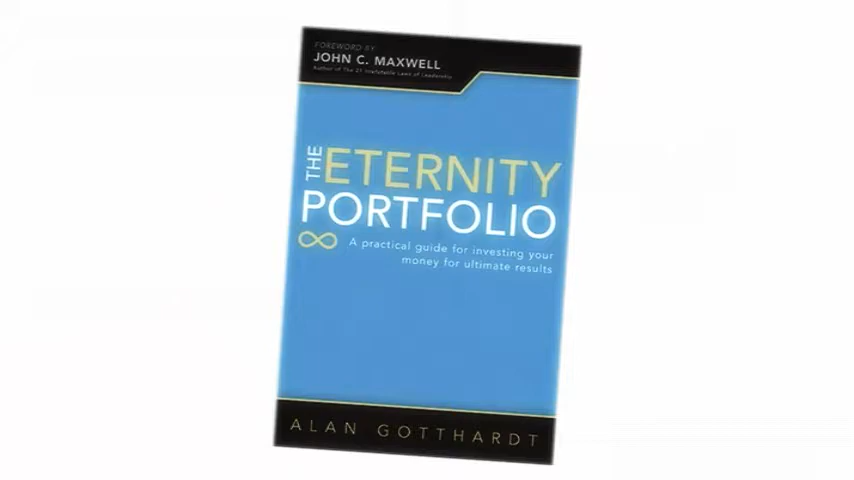 FOREWORD BY
JOHN C. MAXWELL
Author of The 21 Irrefutable Laws of Leadership
THE ETERNITY
PORTFOLIO
A practical guide for investing your
money for ultimate results
ALAN GOTTHARDT